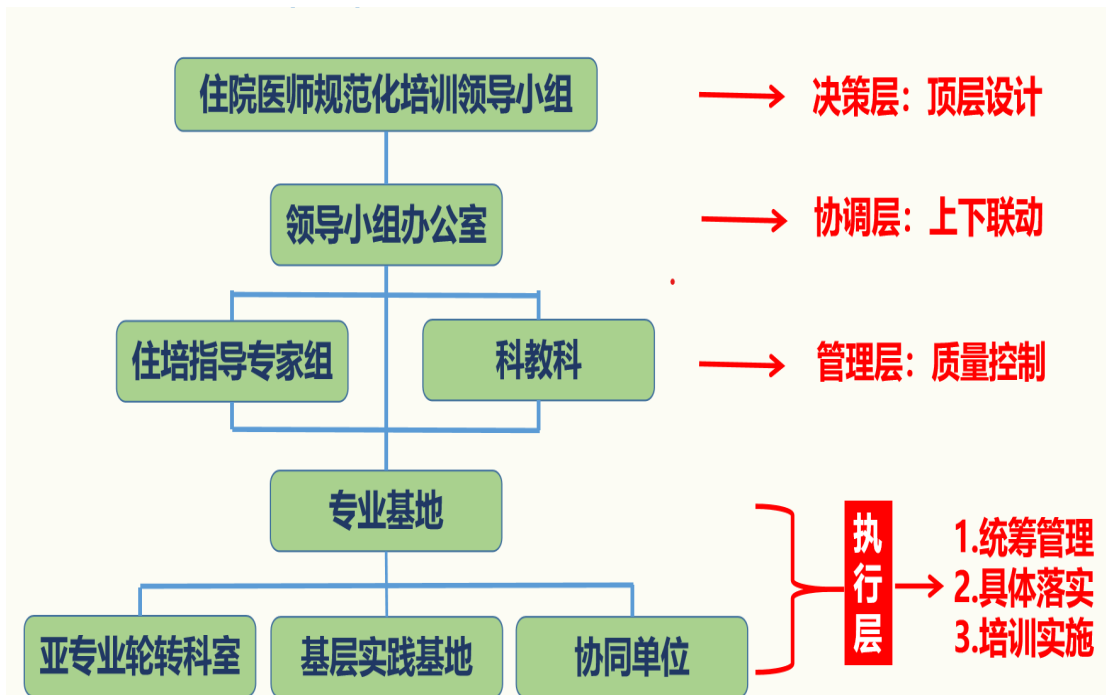 住院医师规范化培训领导小组
决策层：顶层设计
领导小组办公室
协调层：上下联动
住培指导专家组
科教科
管理层：质量控制
专业基地
执行层
1.统筹管理
2.具体落实
3.培训实施
亚专业轮转科室
基层实践基地
协同单位